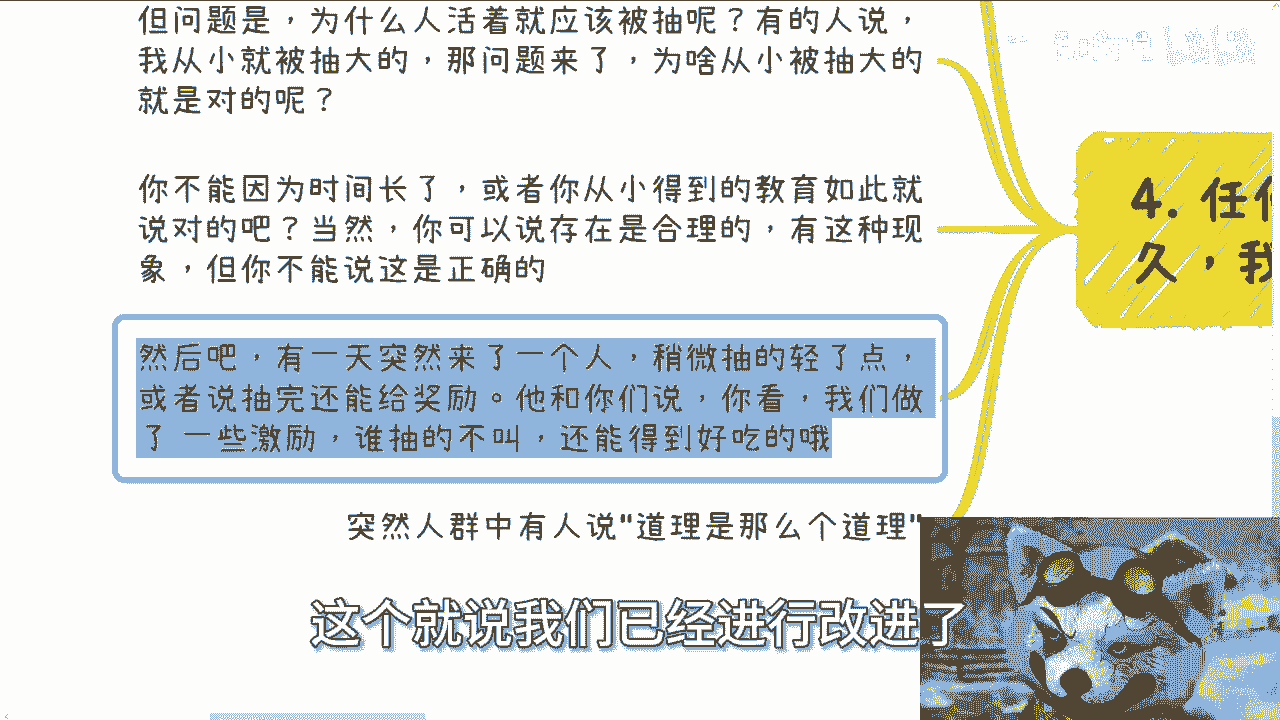 但问题是，为什么人活着就应该被抽呢？有的人说，
我从小就被抽大的，那问题来了，为啥从小被抽大的
就是对的呢？
你不能因为时间长了，或者你从小得到的教育如此就
说对的吧？当然，你可以说存在是合理的，有这种现
象，但你不能说这是正确的
然后吧，有一天突然来了一个人，稍微抽的轻了点，
或者说抽完还能给奖励。他和你们说，你看，我们做
了 一些激励，谁抽的不叫，还能得到好吃的哦
突然人群中有人说"道理是那么个道理"
4. 任
久，我
这个就说我们已经进行改进了